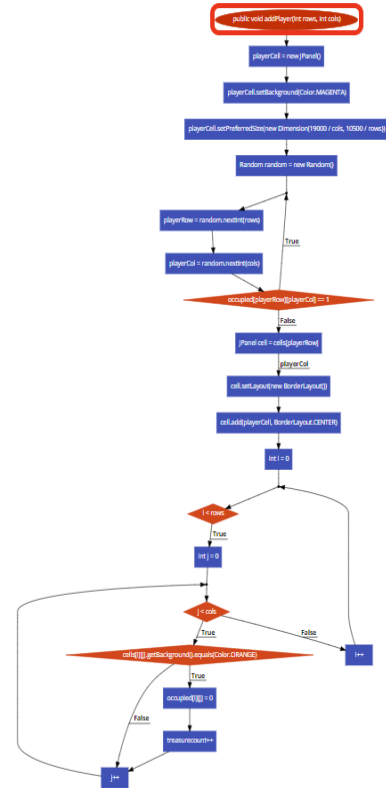 public void addPlayer(int rows, int cols)
playerCell = new JPanel()
playerCell.setBackground(Color.MAGENTA)
playerCell.setPreferredSize(new Dimension(19000 / cols, 10500 / rows))
Random random = new Random()
playerRow = random.nextInt(rows)
True
playerCol = random.nextInt(cols)
occupied[playerRow][playerCol] == 1
False
JPanel cell = cells[playerRow]
playerCol
cell.setLayout(new BorderLayout())
cell.add(playerCell, BorderLayout.CENTER)
int i = 0
i < rows
True
int j = 0
j < cols
True
False
cells[i][j].getBackground().equals(Color.ORANGE)
i++
True
occupied[i][j] = 0
False
treasurecount++
j++